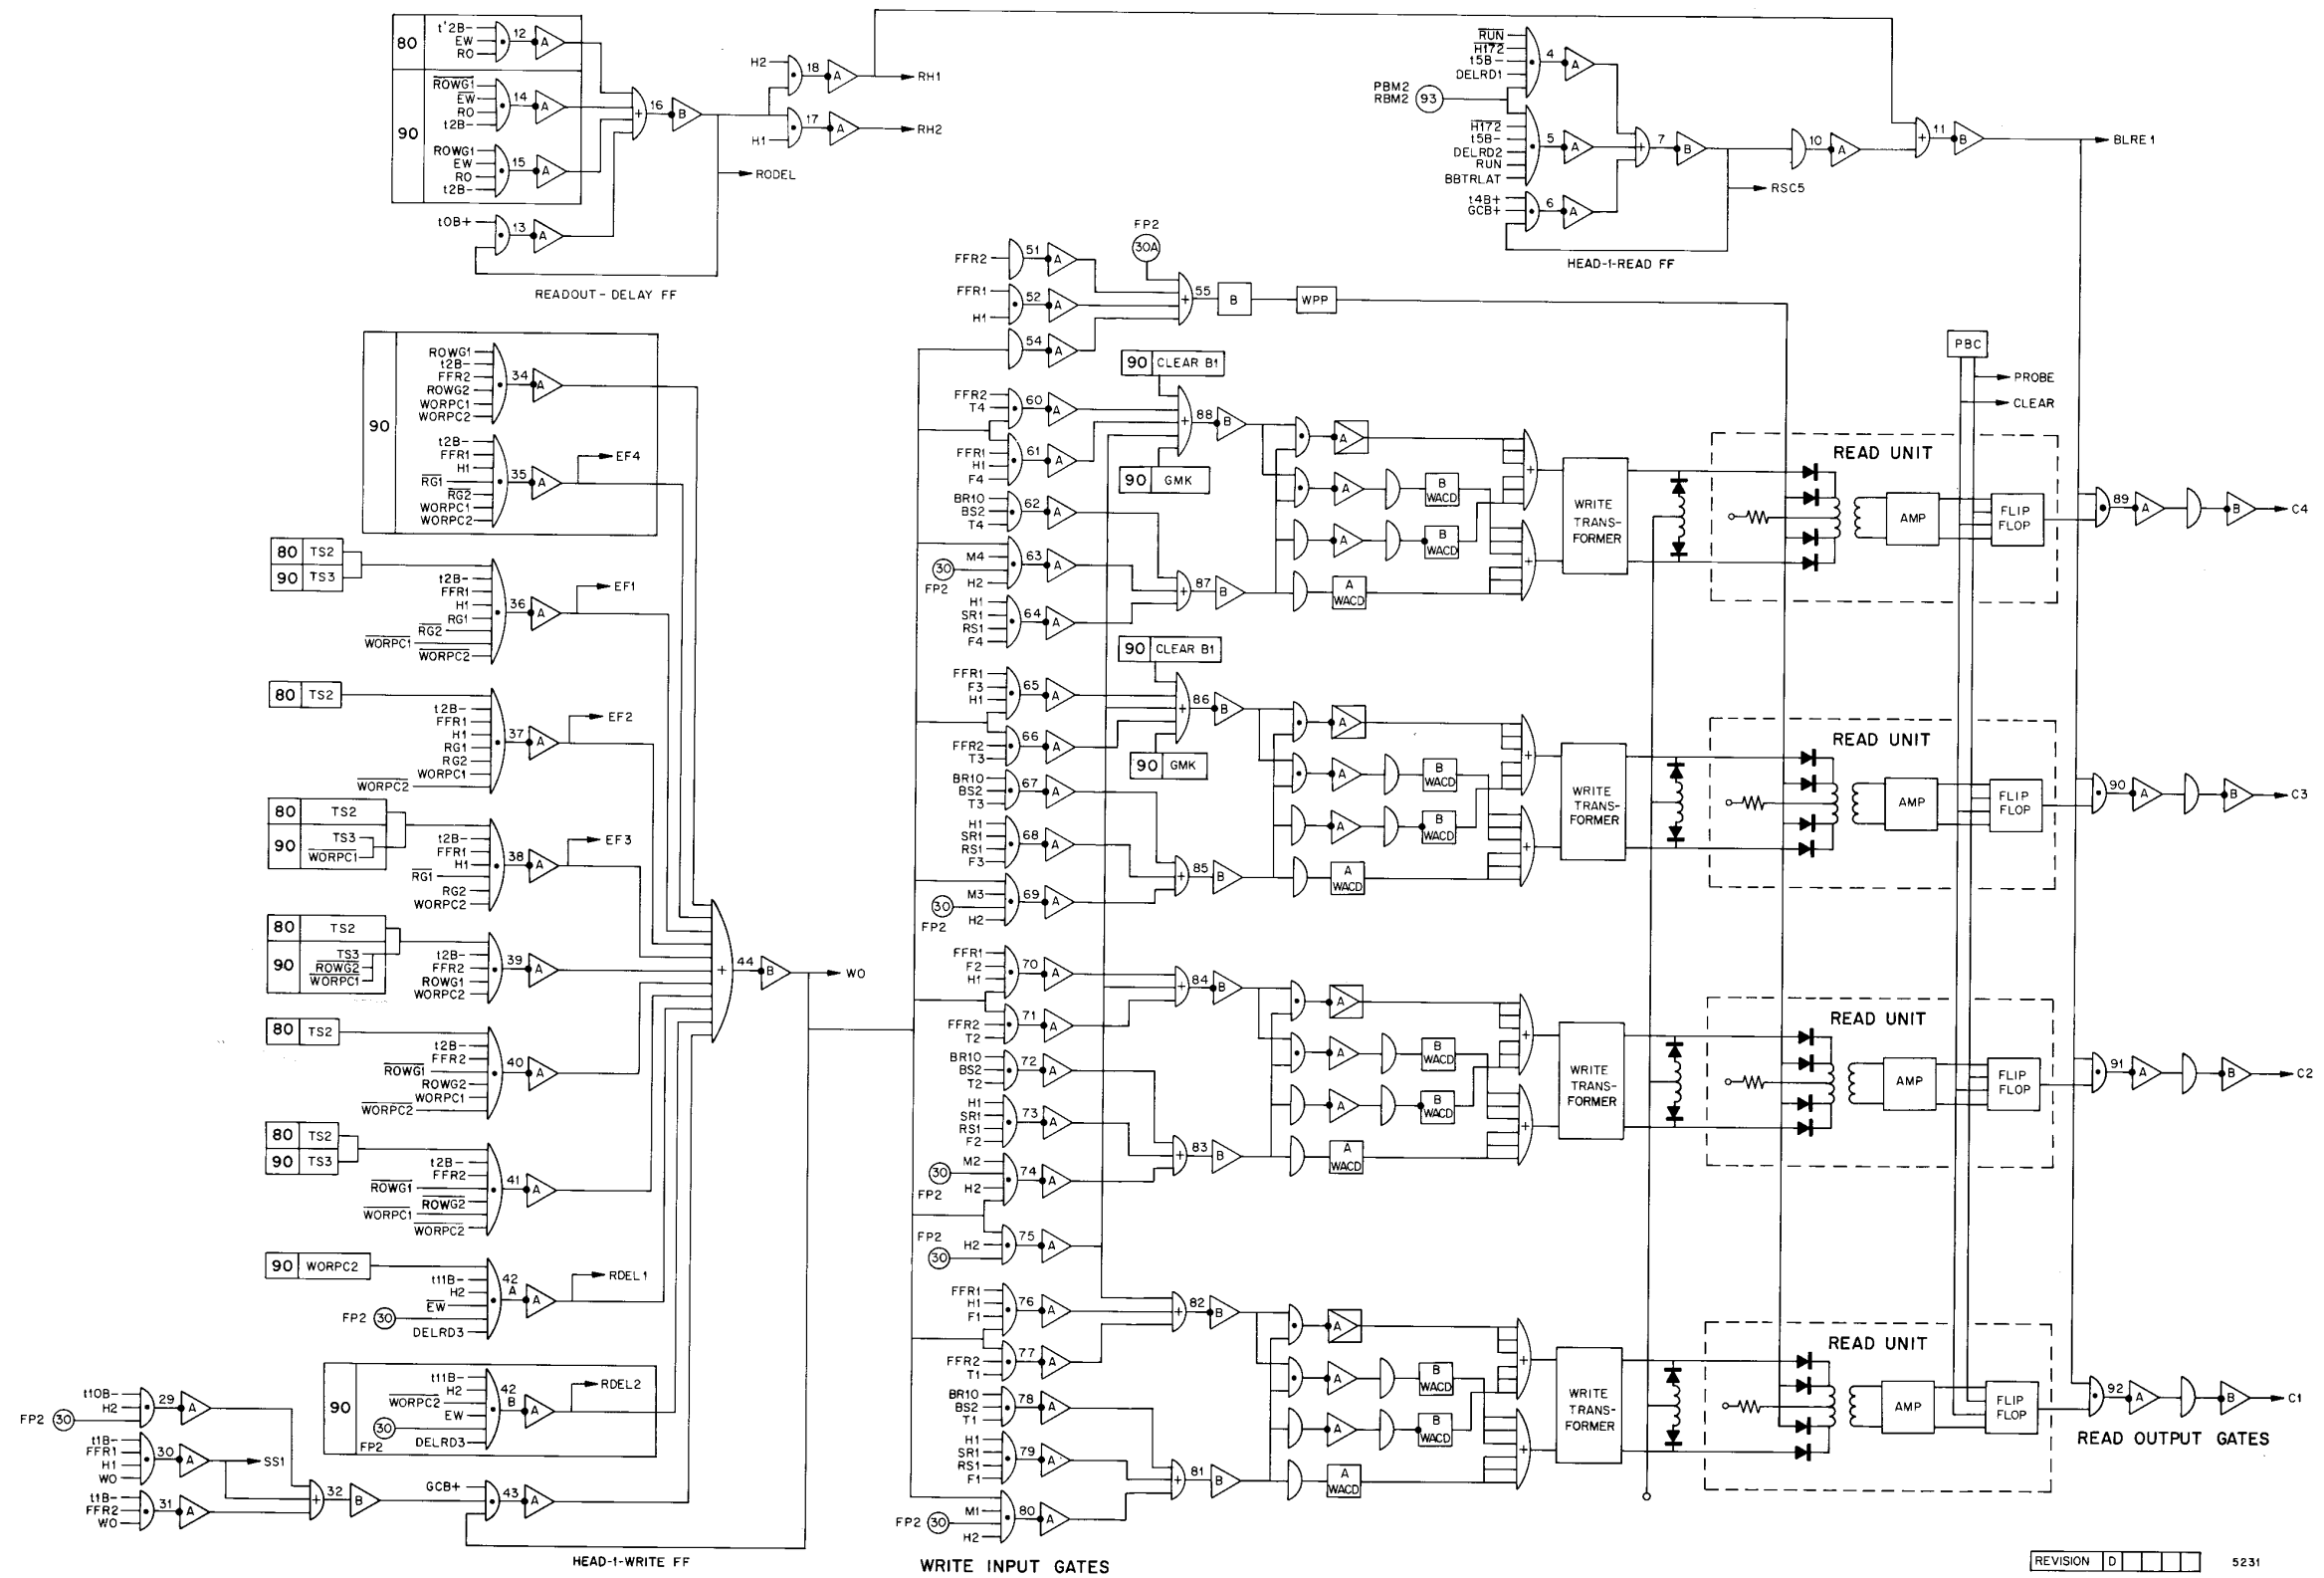 80
t'2B-
EW
RO
12
A
90
ROWG1
EW
RO
t2B-
14
A
ROWG1
EW
RO
t2B-
15
A
t0B+
13
A
+
16
B
RODEL
READOUT-DELAY FF
H2
18
A
RH1
H1
17
A
RH2
RUN
H172
t5B-
DELRD1
4
A
PBM2
RBM2
93
H172
t5B-
DELRD2
RUN
BBTRLAT
5
A
t4B+
GCB+
6
A
+
7
B
RSC5
HEAD-1-READ FF
10
A
+
11
B
BLRE1
90
ROWG1
t2B-
FFR2
ROWG2
WORPC1
WORPC2
34
A
t2B-
FFR1
H1
RG1
RG2
WORPC1
WORPC2
35
A
EF4
80 TS2
90 TS3
t2B-
FFR1
H1
RG1
RG2
WORPC1
WORPC2
36
A
EF1
80 TS2
t2B-
FFR1
H1
RG1
RG2
WORPC1
WORPC2
37
A
EF2
80 TS2
90 TS3
WORPC1
t2B-
FFR1
H1
RG1
RG2
WORPC2
38
A
EF3
80 TS2
90 TS3
ROWG2
WORPC1
t2B-
FFR2
ROWG1
WORPC2
39
A
80 TS2
t2B-
FFR2
ROWG1
ROWG2
WORPC1
WORPC2
40
A
80 TS2
90 TS3
t2B-
FFR2
ROWG1
ROWG2
WORPC1
WORPC2
41
A
90 WORPC2
t11B-
H2
EW
FP2 30
DELRD3
42
A
A
RDEL1
90
t11B-
H2
WORPC2
EW
30
FP2
DELRD3
42
B
A
RDEL2
t10B-
H2
FP2 30
29
A
t1B-
FFR1
H1
WO
30
A
SS1
t1B-
FFR2
WO
31
A
+
32
B
GCB+
43
A
HEAD-1-WRITE FF
+
44
B
WO
FFR2
51
A
FFR1
H1
52
A
54
A
FP2
30A
+
55
B
WPP
FFR2
T4
60
A
FFR1
H1
F4
61
A
BR10
BS2
T4
62
A
M4
30
FP2
H2
63
A
H1
SR1
RS1
F4
64
A
90 CLEAR B1
+
88
B
90 GMK
+
87
B
A
A
B
WACD
A
B
WACD
A
WACD
+
+
WRITE
TRANS-
FORMER
READ UNIT
AMP
FLIP
FLOP
89
A
B
C4
PBC
PROBE
CLEAR
FFR1
F3
H1
65
A
FFR2
T3
66
A
BR10
BS2
T3
67
A
H1
SR1
RS1
F3
68
A
M3
30
FP2
H2
69
A
90 CLEAR B1
+
86
B
90 GMK
+
85
B
A
A
B
WACD
A
B
WACD
A
WACD
+
+
WRITE
TRANS-
FORMER
READ UNIT
AMP
FLIP
FLOP
90
A
B
C3
FFR1
F2
H1
70
A
FFR2
T2
71
A
BR10
BS2
T2
72
A
H1
SR1
RS1
F2
73
A
M2
30
FP2
H2
74
A
FP2
H2
30
75
A
+
84
B
+
83
B
A
A
B
WACD
A
B
WACD
A
WACD
+
+
WRITE
TRANS-
FORMER
READ UNIT
AMP
FLIP
FLOP
91
A
B
C2
FFR1
H1
F1
76
A
FFR2
T1
77
A
BR10
BS2
T1
78
A
H1
SR1
RS1
F1
79
A
M1
FP2 30
H2
80
A
+
82
B
+
81
B
A
A
B
WACD
A
B
WACD
A
WACD
+
+
WRITE
TRANS-
FORMER
READ UNIT
AMP
FLIP
FLOP
92
A
B
C1
READ OUTPUT GATES
WRITE INPUT GATES
REVISION D
5231